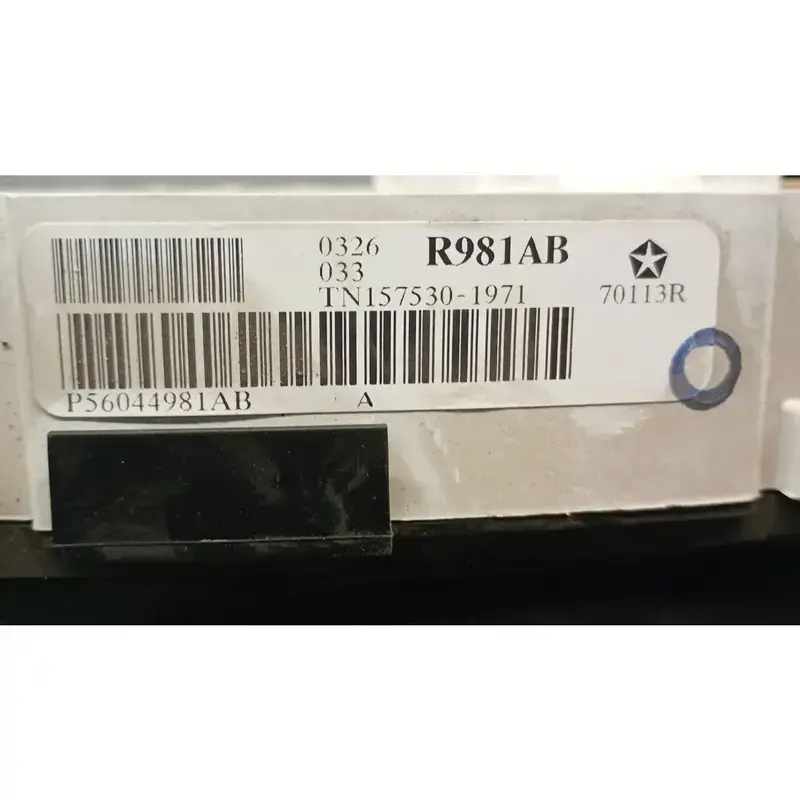 0326 R981AB
033
TN157530-1971 70113R
P56044981AB A